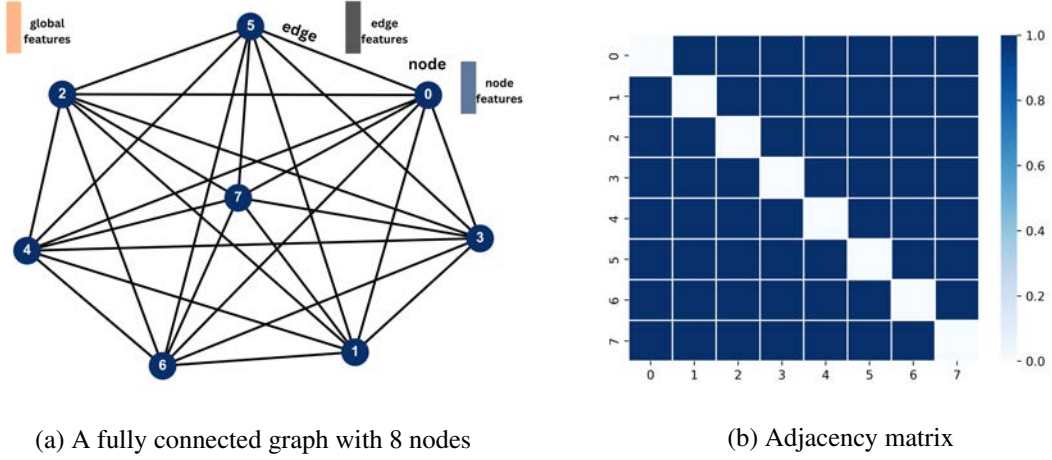 global
features
5
edge
edge
features
node
2
0
node
features
7
4
3
6
1
(a) A fully connected graph with 8 nodes
0
1
2
3
4
5
6
7
0 1 2 3 4 5 6 7
1.0
0.8
0.6
0.4
0.2
0.0
(b) Adjacency matrix